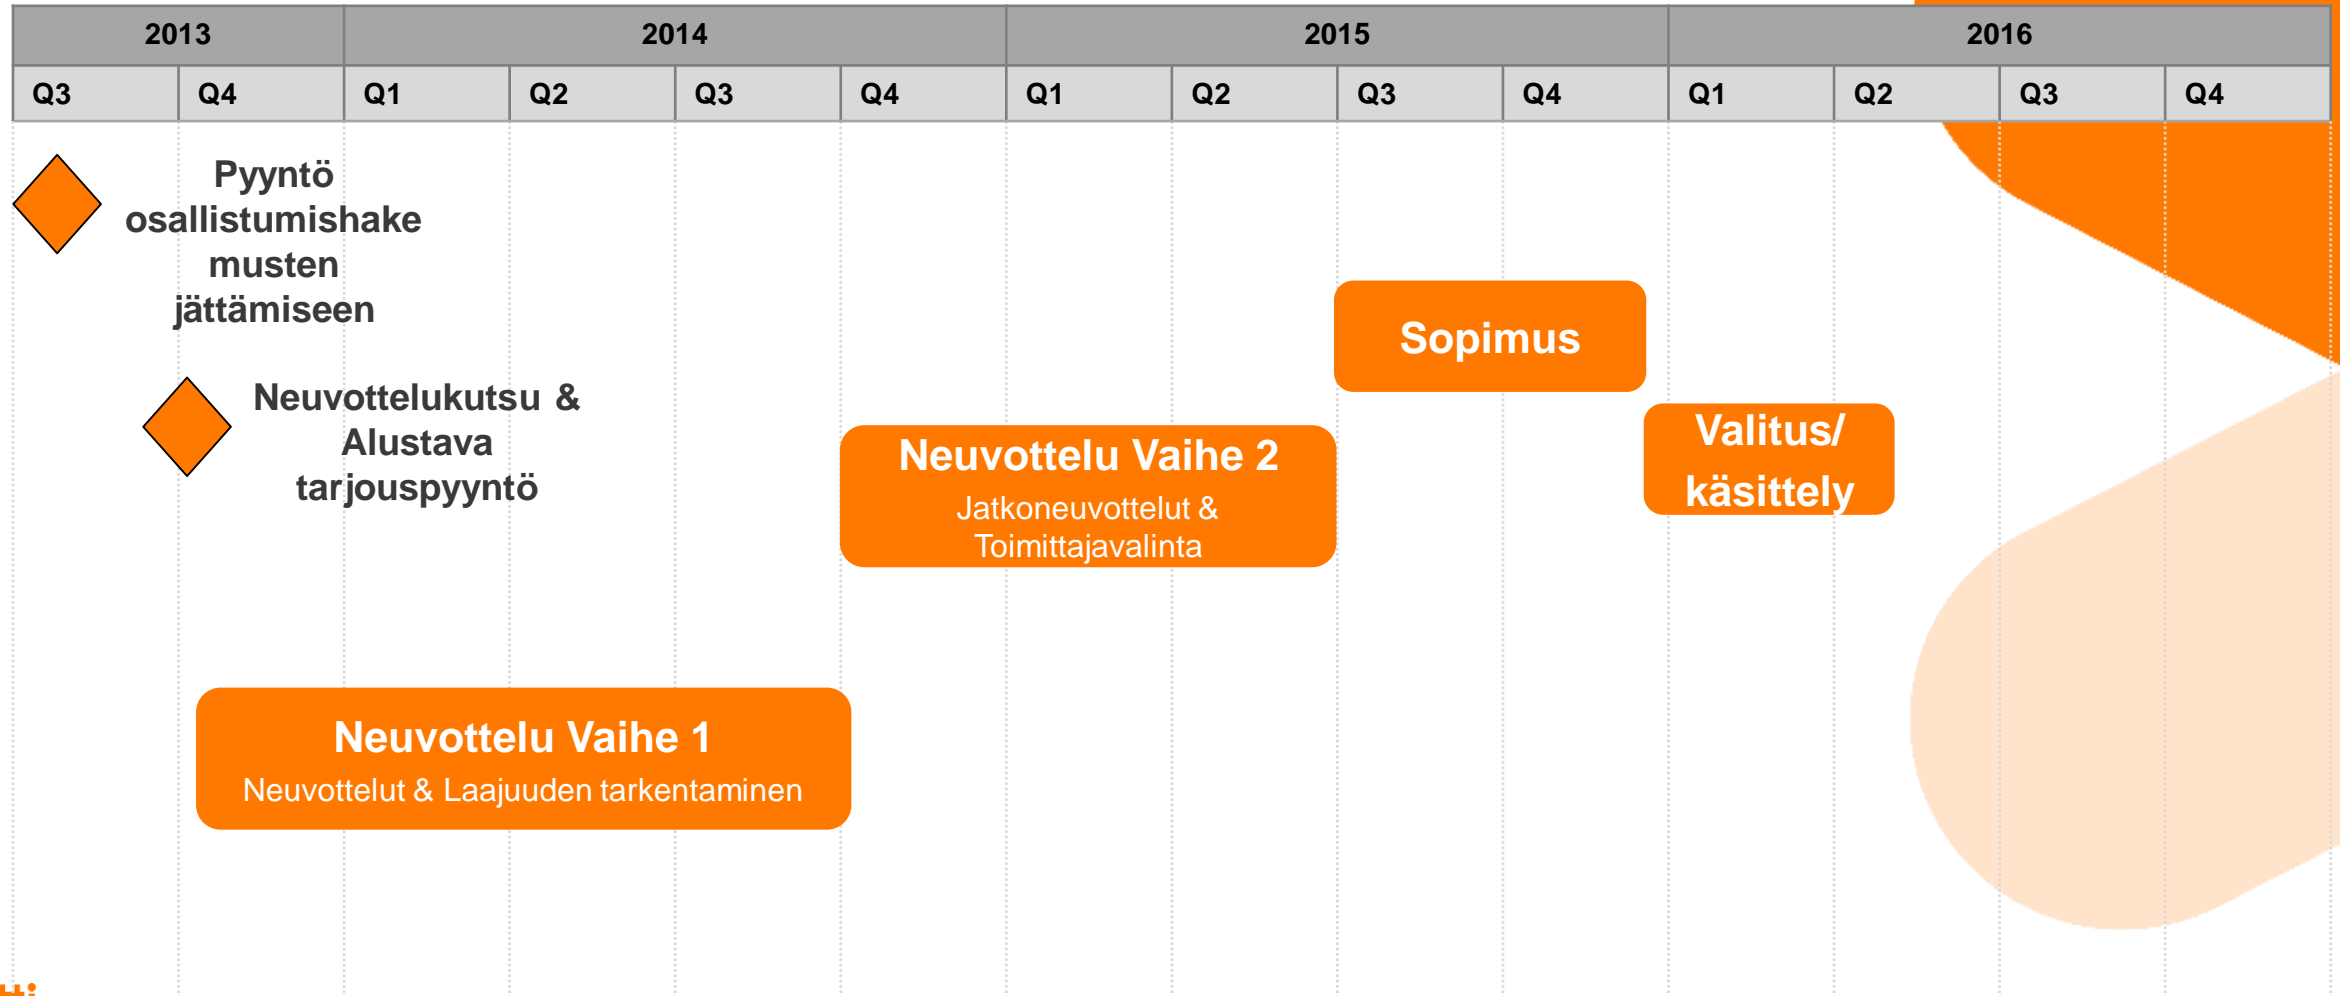 2013 2014 2015 2016
Q3 Q4 Q1 Q2 Q3 Q4 Q1 Q2 Q3 Q4 Q1 Q2 Q3 Q4
Pyyntö
osallistumishake
musten
jättämiseen
Sopimus
Neuvottelukutsu &
Alustava
tarjouspyyntö
Neuvottelu Vaihe 2
Jatkoneuvottelut &
Toimittajavalinta
Valitus/
käsittely
Neuvottelu Vaihe 1
Neuvottelut & Laajuuden tarkentaminen